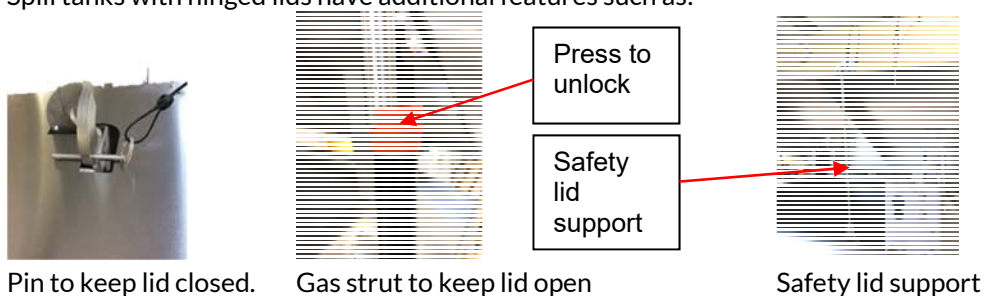 Spill tanks with hinged lids have additional features such as:
Press to
unlock
Safety
lid
support
Pin to keep lid closed.
Gas strut to keep lid open
Safety lid support